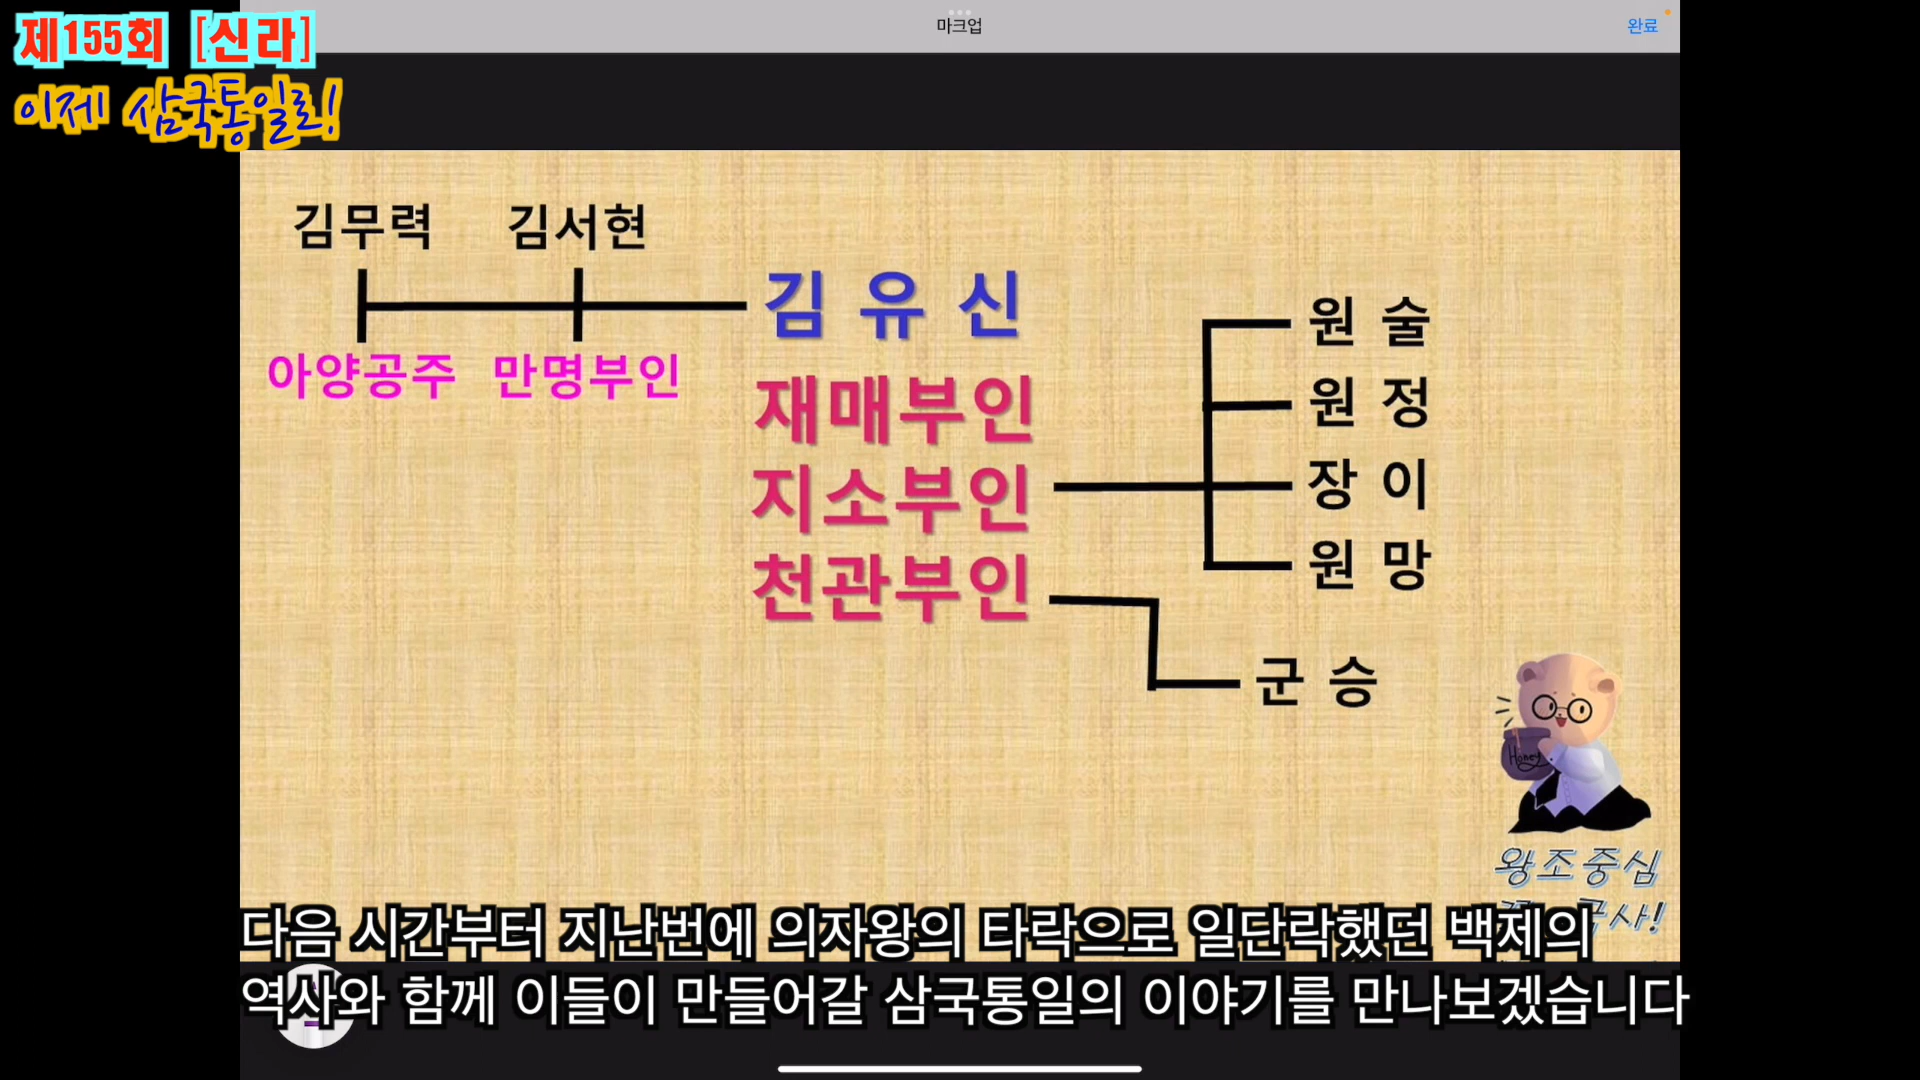 제155회 [신라]
이제 삼국통일로!
마크업
완료
김무력 김서현
아양공주 만명부인
김유신
재매부인
지소부인
천관부인
원술
원정
장이
원망
군승
Honey
왕조중심
다음 시간부터 지난번에 의자왕의 타락으로 일단락했던 백제의
역사와 함께 이들이 만들어갈 삼국통일의 이야기를 만나보겠습니다